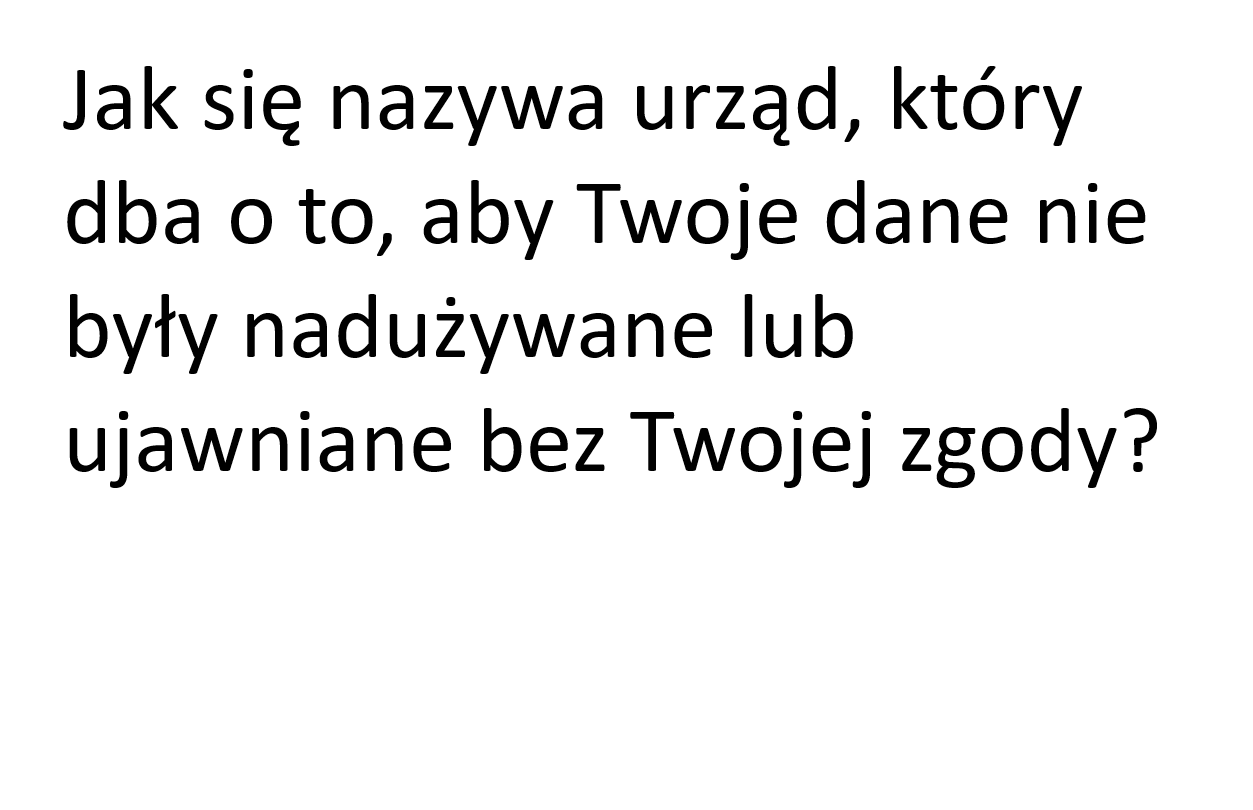 Jak się nazywa urząd, który
dba o to, aby Twoje dane nie
były nadużywane lub
ujawniane bez Twojej zgody?